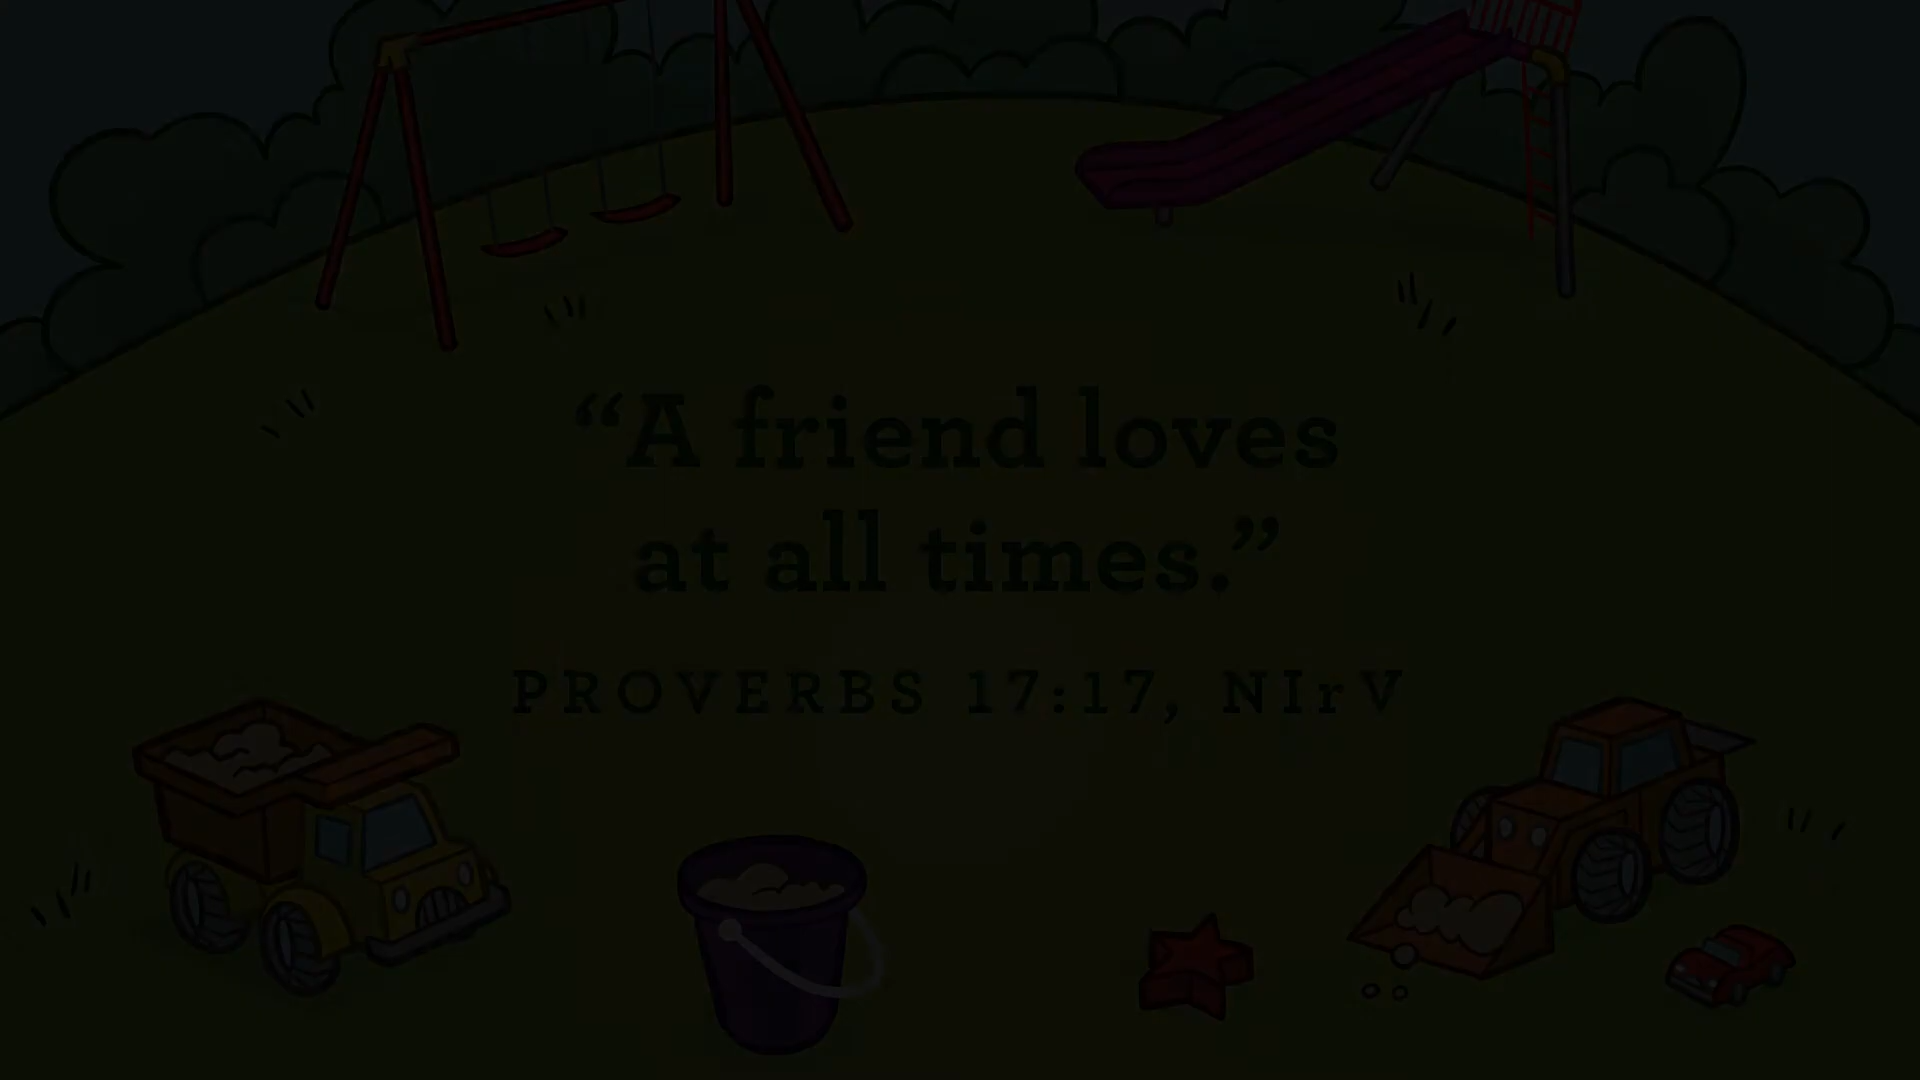 “A friend loves
at all times.”
PROVERBS 17:17, NIrV